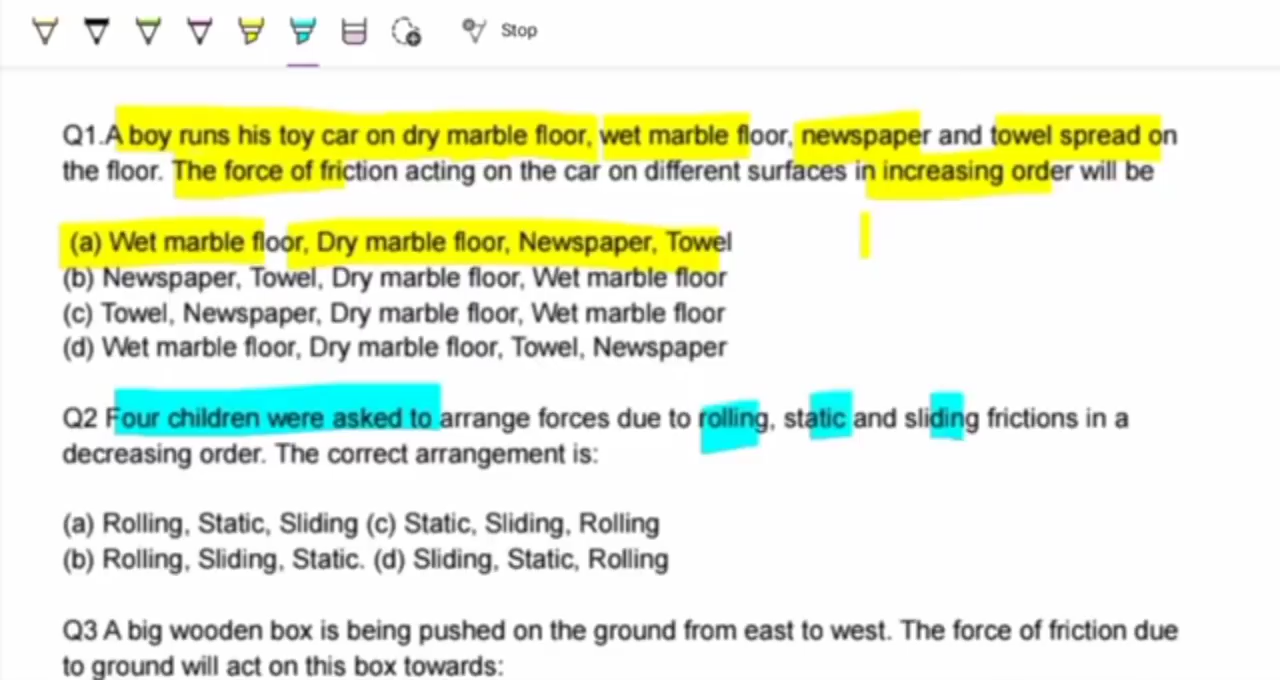 Stop
Q1.A boy runs his toy car on dry marble floor, wet marble floor, newspaper and towel spread on
the floor. The force of friction acting on the car on different surfaces in increasing order will be
(a) Wet marble floor, Dry marble floor, Newspaper, Towel
(b) Newspaper, Towel, Dry marble floor, Wet marble floor
(c) Towel, Newspaper, Dry marble floor, Wet marble floor
(d) Wet marble floor, Dry marble floor, Towel, Newspaper
Q2 Four children were asked to arrange forces due to rolling, static and sliding frictions in a
decreasing order. The correct arrangement is:
(a) Rolling, Static, Sliding (c) Static, Sliding, Rolling
(b) Rolling, Sliding, Static. (d) Sliding, Static, Rolling
Q3 A big wooden box is being pushed on the ground from east to west. The force of friction due
to ground will act on this box towards: